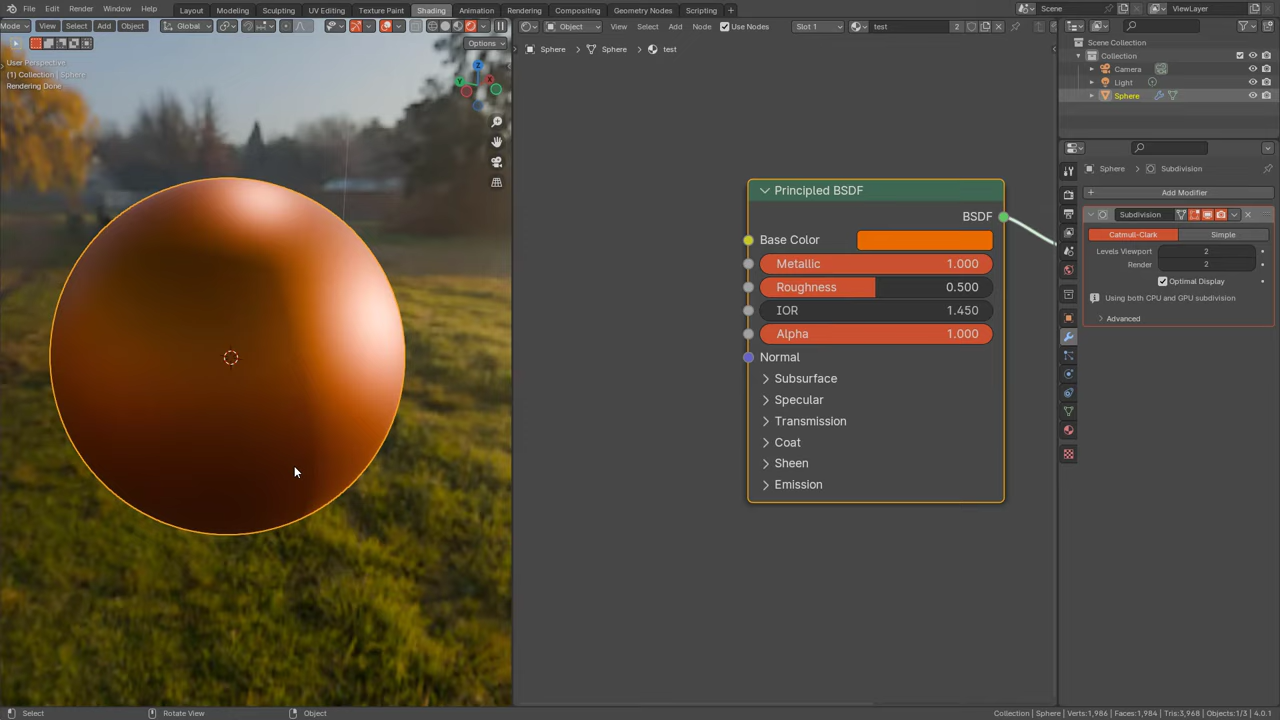 File Edit Render Window Help Layout Modeling Sculpting UV Editing Texture Paint Shading Animation Rendering Compositing Geometry Nodes Scripting + Scene ViewLayer
Mode View Select Add Object Global
Object View Select Add Node Use Nodes Slot 1 test 2
Options
User Perspective
(1) Collection | Sphere
Rendering Done
Z
Y
X
Sphere > Sphere > test
Principled BSDF
BSDF
Base Color
Metallic 1.000
Roughness 0.500
IOR 1.450
Alpha 1.000
Normal
Subsurface
Specular
Transmission
Coat
Sheen
Emission
Scene Collection
Collection
Camera
Light
Sphere
Sphere > Subdivision
+ Add Modifier
Subdivision
Catmull-Clark Simple
Levels Viewport 2
Render 2
Optimal Display
Using both CPU and GPU subdivision
Advanced
Select Rotate View Object
Collection | Sphere | Verts:1,986 | Faces:1,984 | Tris:3,968 | Objects:1/3 | 4.0.1